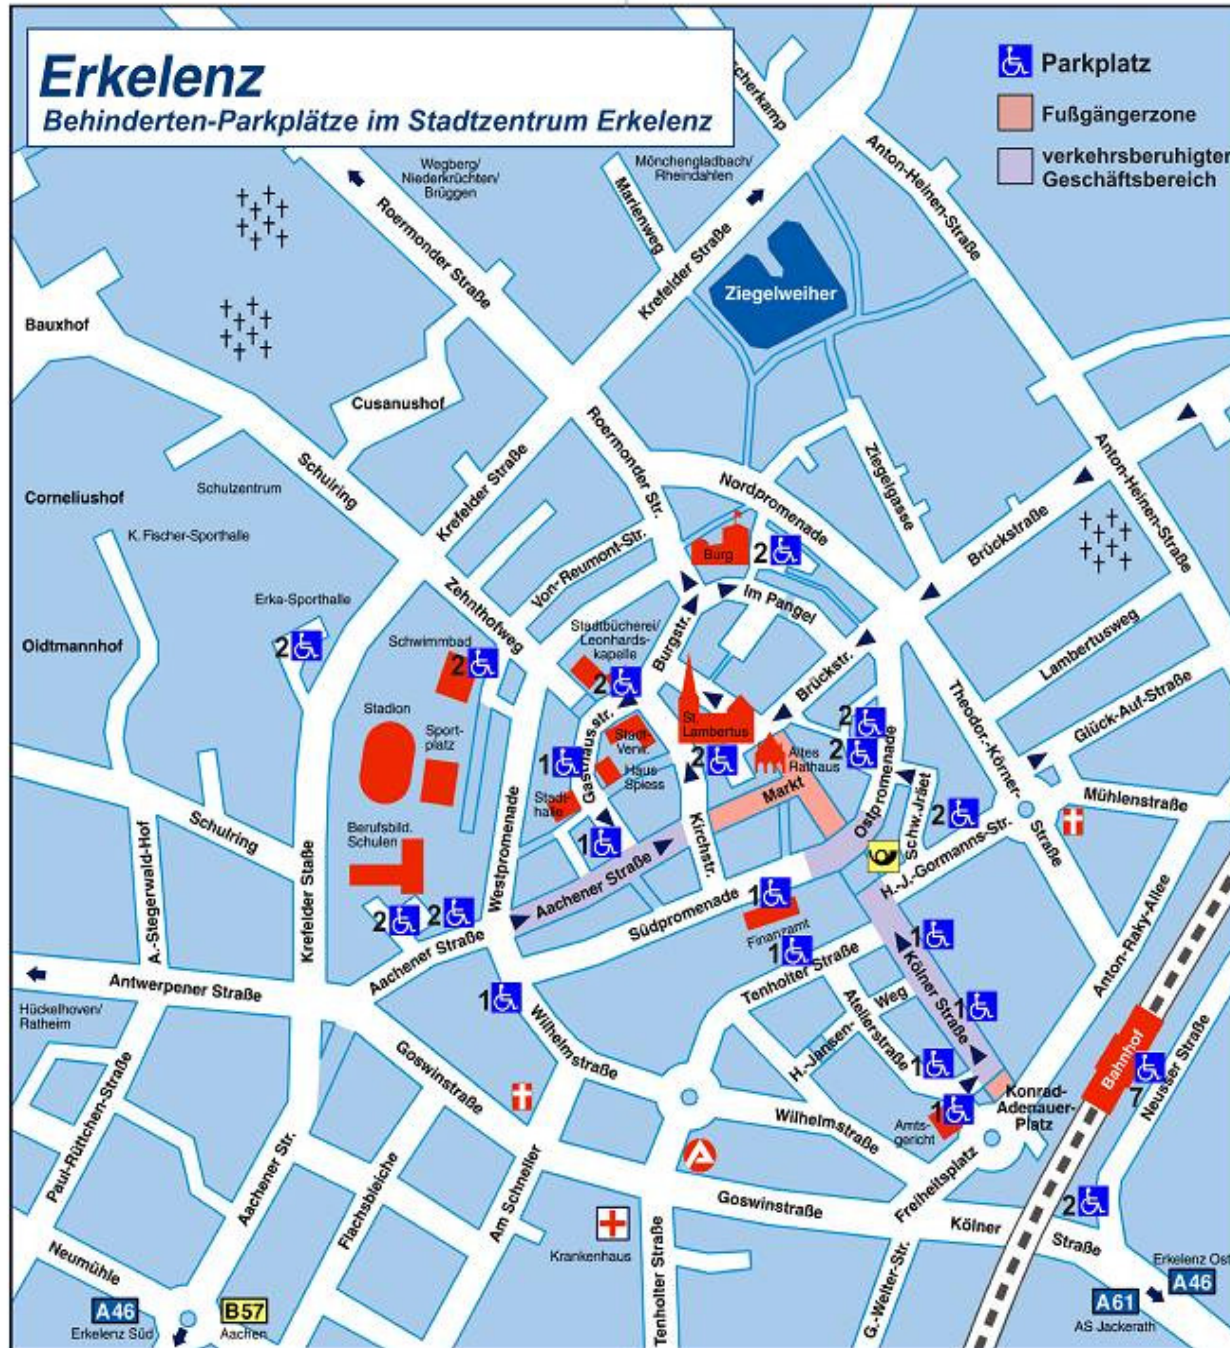 Erkelenz
Behinderten-Parkplätze im Stadtzentrum Erkelenz
Parkplatz
Fußgängerzone
verkehrsberuhigter
Geschäftsbereich
Wegberg/
Niederkrüchten/
Brüggen
Mönchengladbach/
Rheindahlen
Marienweg
Anton-Heinen-Straße
Roermonder Straße
Krefelder Straße
Ziegelweiher
Bauxhof
Cusanushof
Schulring
Krefelder Straße
Roermonder Str.
Nordpromenade
Ziegelgasse
Anton-Heinen-Straße
Brückstraße
Corneliushof
Schulzentrum
K. Fischer-Sporthalle
Von-Reumont-Str.
Burg
2
Im Pangel
Erka-Sporthalle
2
Zehnthofweg
Schwimmbad
2
Stadtbücherei/
Leonhards-
kapelle
2
Burgstr.
Brückstr.
Lambertusweg
Glück-Auf-Straße
Oidtmannhof
Stadion
Sport-
platz
St.
Lambertus
2
Altes
Rathaus
2
2
Theodor.-Körner-
Straße
Ostpromenade
Gasthausstr.
Stadt-
Verw.
Haus
Spiess
Stadt-
halle
1
1
Markt
Schulring
Berufsbild.
Schulen
Westpromenade
Kirchstr.
2
Mühlenstraße
H.-J.-Gormanns-Str.
A.-Stegerwald-Hof
Krefelder Staße
Aachener Straße
Südpromenade
1
Finanzamt
1
2
2
Aachener Straße
1
Kölner Straße
1
Anton-Raky-Allee
Tenholter Straße
Antwerpener Straße
Hückelhoven/
Ratheim
1
Wilhelmstraße
Weg
Atelierstraße
H.-Jansen-
1
Bahnhof
7
Neusser Straße
Goswinstraße
Konrad-
Adenauer-
Platz
1
Amts-
gericht
Wilhelmstraße
Freiheitsplatz
Paul-Rüttchen-Straße
Aachener Str.
Flachsbleiche
Am Schneller
Krankenhaus
Goswinstraße
Kölner
Straße
2
Tenholter Straße
G.-Welter-Str.
Neumühle
A46
Erkelenz Süd
B57
Aachen
Erkelenz Ost
A46
A61
AS Jackerath